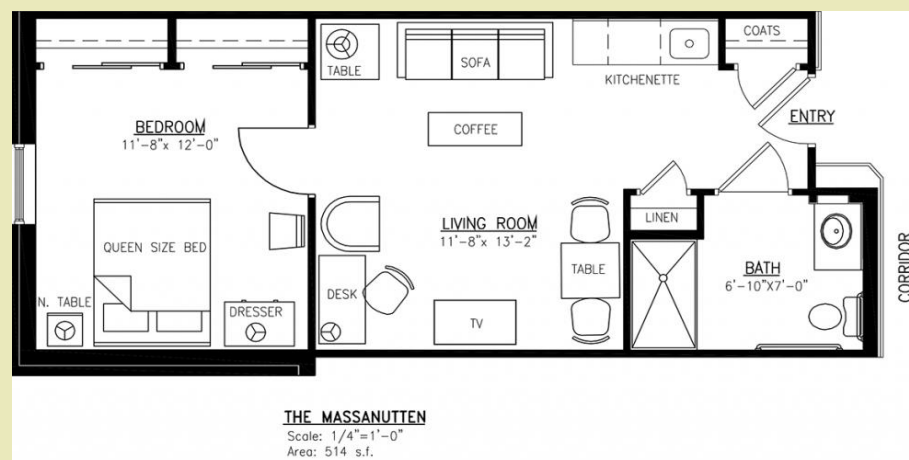 COATS
TABLE
SOFA
KITCHENETTE
BEDROOM
11'-8"x 12'-0"
COFFEE
ENTRY
LIVING ROOM
11'-8"x 13'-2"
LINEN
QUEEN SIZE BED
TABLE
BATH
6'-10"X7'-0"
CORRIDOR
N. TABLE
DRESSER
DESK
TV
THE MASSANUTTEN
Scale: 1/4"=1'-0"
Area: 514 s.f.